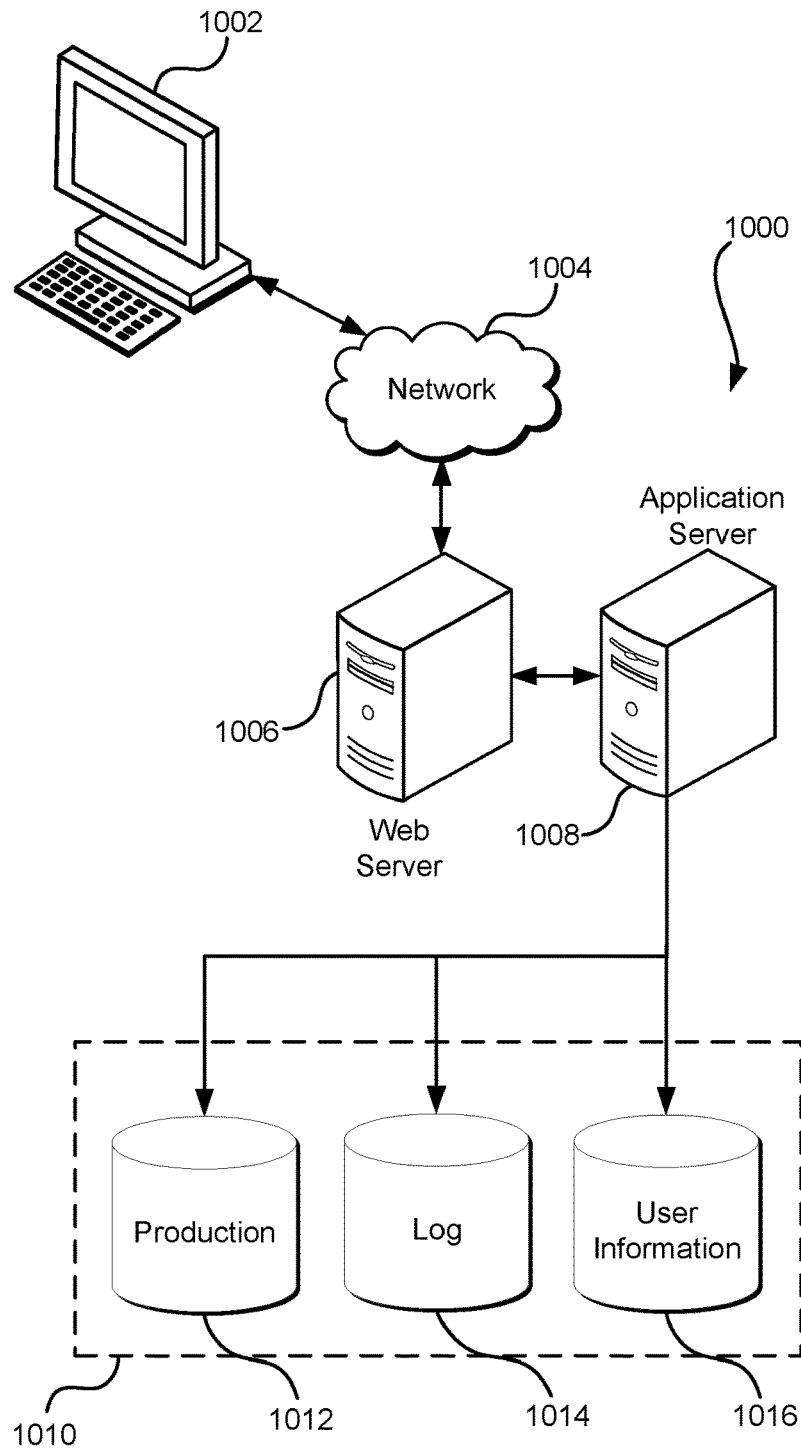 1002
1000
1004
Network
Application
Server
1006
Web
Server
1008
Production
Log
User
Information
1010
1012
1014
1016